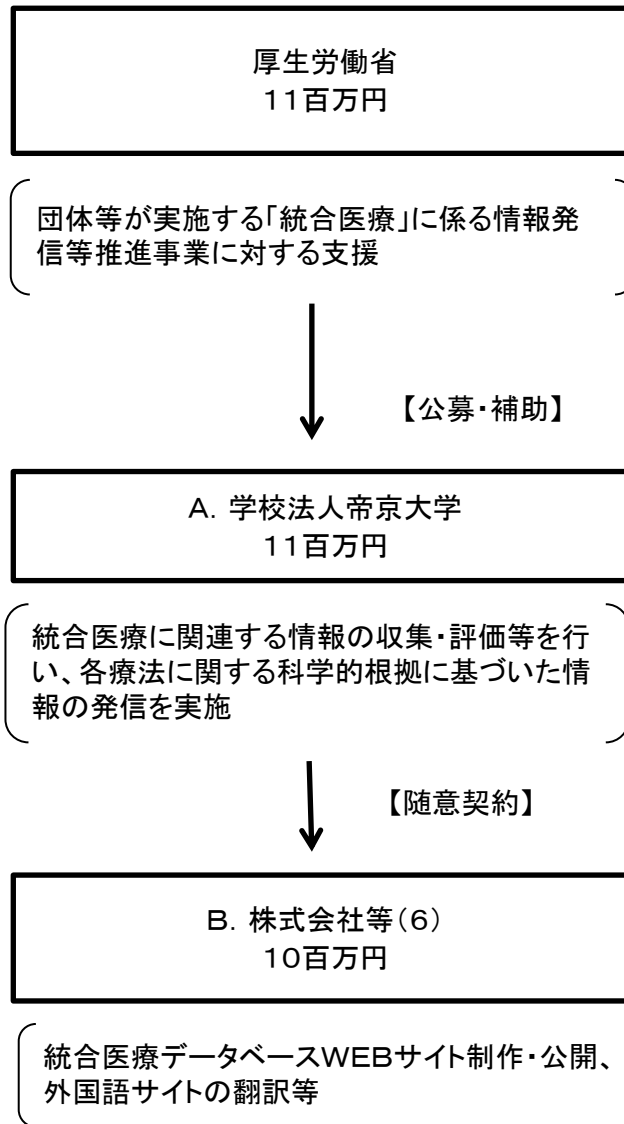 厚生労働省
11百万円
団体等が実施する「統合医療」に係る情報発
信等推進事業に対する支援
【公募・補助】
A. 学校法人帝京大学
11百万円
統合医療に関連する情報の収集・評価等を行
い、各療法に関する科学的根拠に基づいた情
報の発信を実施
【随意契約】
B. 株式会社等(6)
10百万円
統合医療データベースWEBサイト制作・公開、
外国語サイトの翻訳等